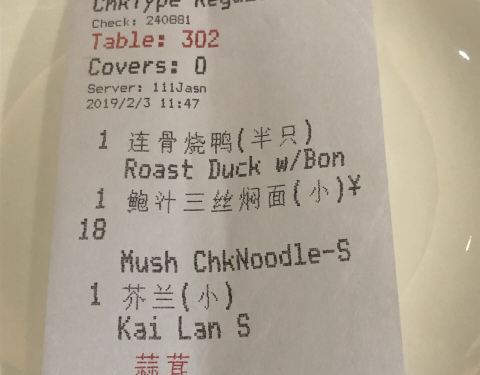 ChkType
Check: 240881
Table: 302
Covers: 0
Server: 111Jasn
2019/2/3 11:47
1 连骨烧鸭(半只)
Roast Duck w/Bon
1 鲍汁三丝焖面(小)¥
18
Mush ChkNoodle-S
1 芥兰(小)
Kai Lan S
蒜茸